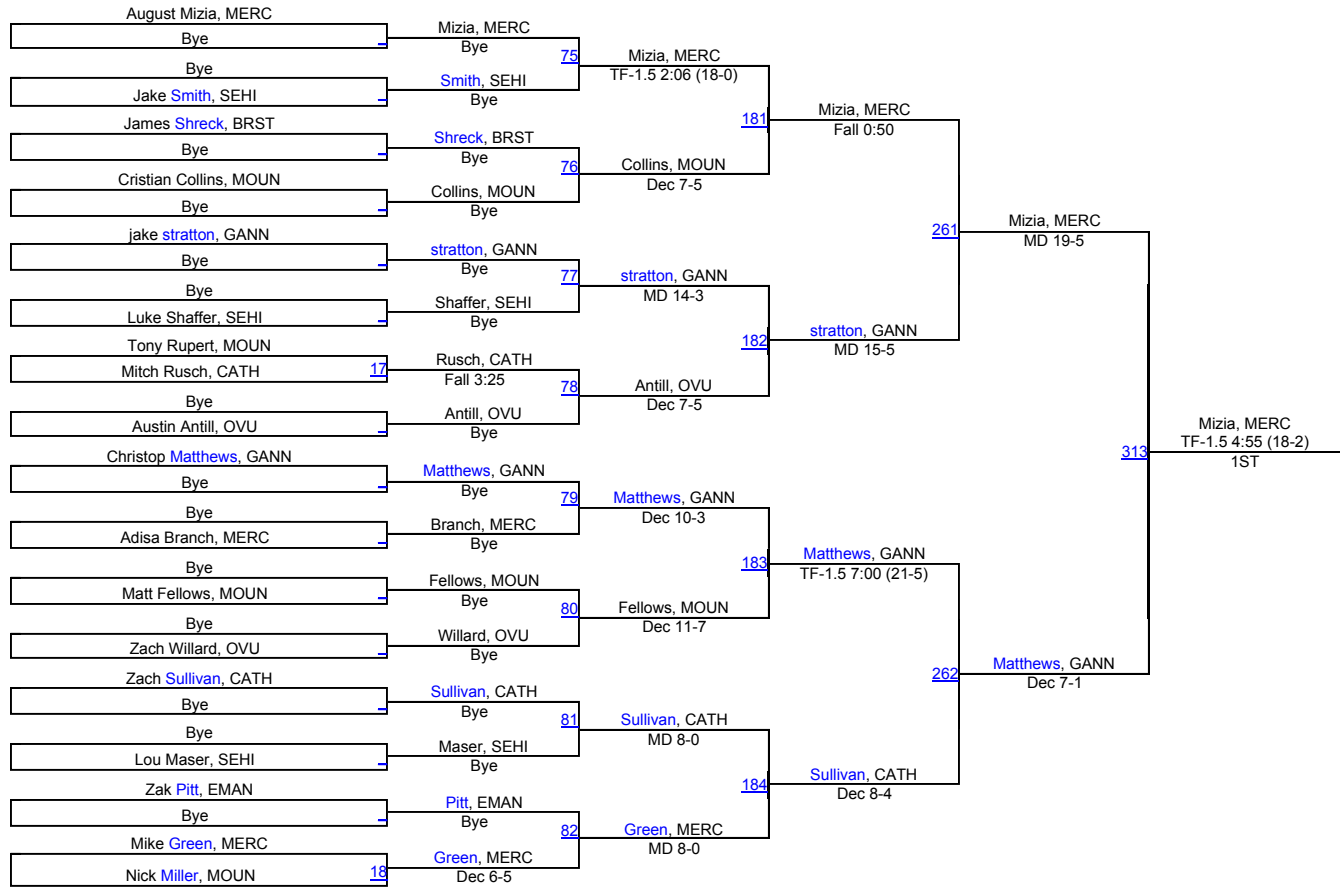 August Mizia, MERC
Bye
Bye
Jake Smith, SEHI
James Shreck, BRST
Bye
Cristian Collins, MOUN
Bye
jake stratton, GANN
Bye
Bye
Luke Shaffer, SEHI
Tony Rupert, MOUN
Mitch Rusch, CATH
17
Bye
Austin Antill, OVU
Christop Matthews, GANN
Bye
Bye
Adisa Branch, MERC
Bye
Matt Fellows, MOUN
Bye
Zach Willard, OVU
Zach Sullivan, CATH
Bye
Bye
Lou Maser, SEHI
Zak Pitt, EMAN
Bye
Mike Green, MERC
Nick Miller, MOUN
18
Mizia, MERC
Bye
75
Smith, SEHI
Bye
Shreck, BRST
Bye
76
Collins, MOUN
Bye
stratton, GANN
Bye
77
Shaffer, SEHI
Bye
Rusch, CATH
Fall 3:25
78
Antill, OVU
Bye
Matthews, GANN
Bye
79
Branch, MERC
Bye
Fellows, MOUN
Bye
80
Willard, OVU
Bye
Sullivan, CATH
Bye
81
Maser, SEHI
Bye
Pitt, EMAN
Bye
82
Green, MERC
Dec 6-5
Mizia, MERC
TF-1.5 2:06 (18-0)
181
Collins, MOUN
Dec 7-5
stratton, GANN
MD 14-3
182
Antill, OVU
Dec 7-5
Matthews, GANN
Dec 10-3
183
Fellows, MOUN
Dec 11-7
Sullivan, CATH
MD 8-0
184
Green, MERC
MD 8-0
Mizia, MERC
Fall 0:50
261
stratton, GANN
MD 15-5
Matthews, GANN
TF-1.5 7:00 (21-5)
262
Sullivan, CATH
Dec 8-4
Mizia, MERC
MD 19-5
313
Matthews, GANN
Dec 7-1
Mizia, MERC
TF-1.5 4:55 (18-2)
1ST